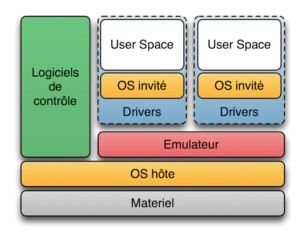 Logiciels
de
contrôle
User Space
OS invité
Drivers
User Space
OS invité
Drivers
Emulateur
OS hôte
Materiel